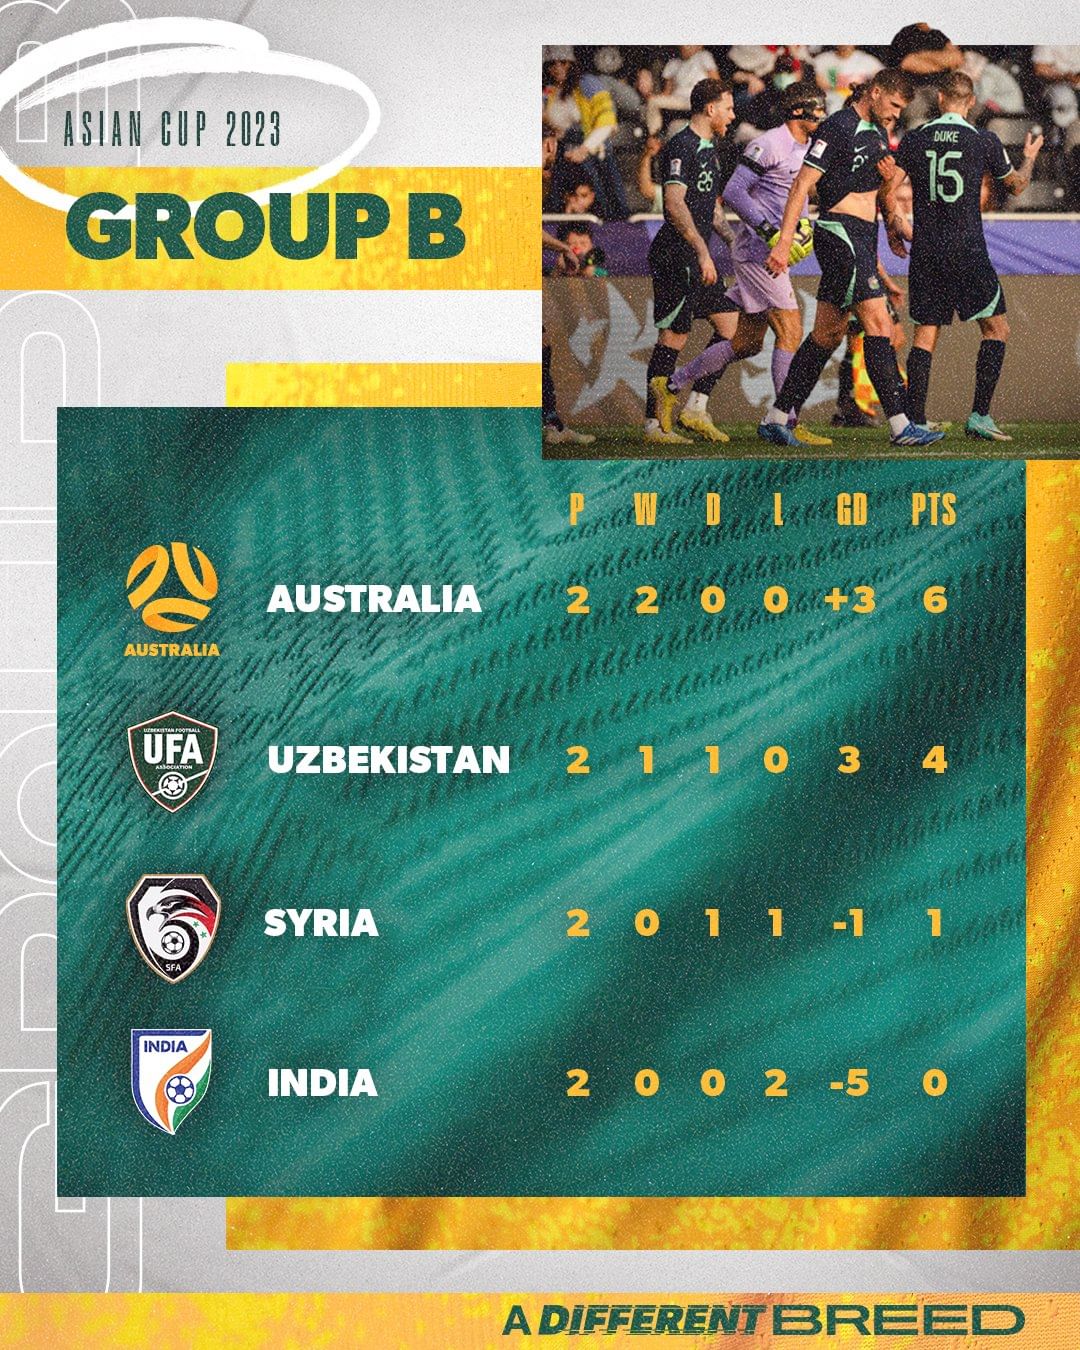 ASIAN CUP 2023
GROUP B
26
DUKE
15
P W D L GD PTS
AUSTRALIA
AUSTRALIA 2 2 0 0 +3 6
UZBEKISTAN FOOTBALL
UFA
ASSOCIATION
UZBEKISTAN 2 1 1 0 3 4
SYRIA 2 0 1 1 -1 1
SFA
INDIA
INDIA 2 0 0 2 -5 0
A DIFFERENT BREED